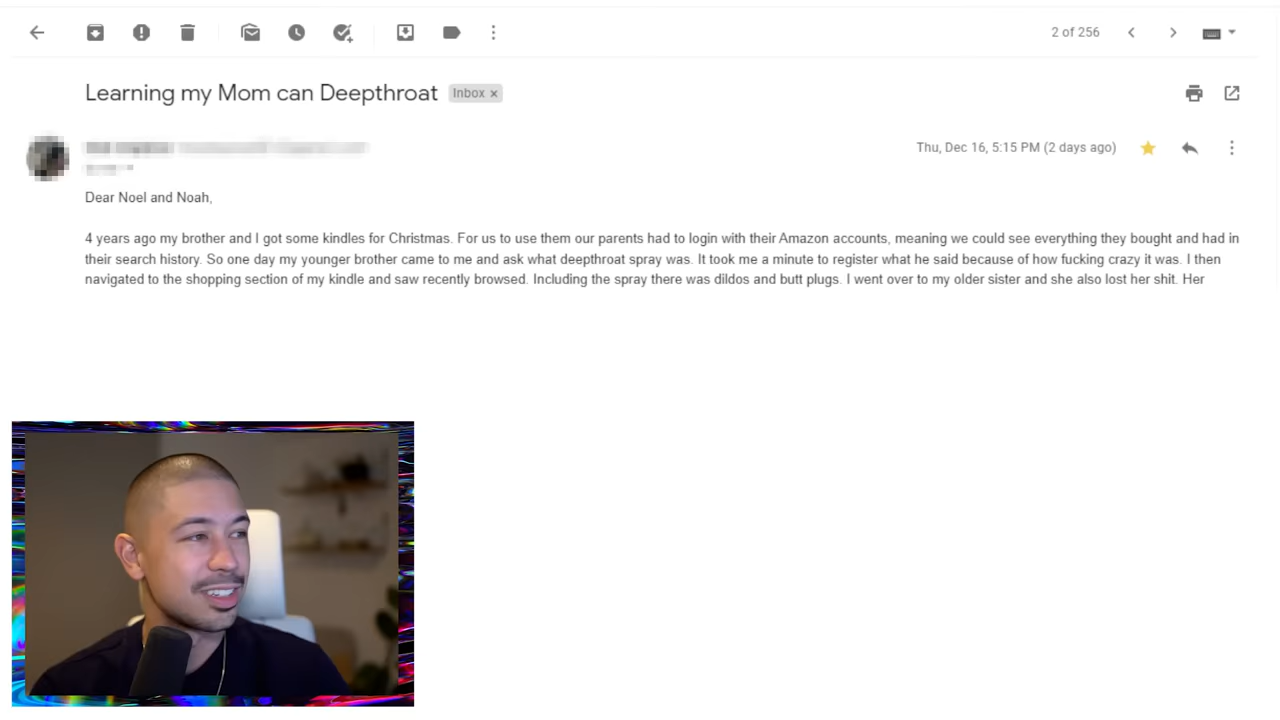 2 of 256
Learning my Mom can Deepthroat Inbox x
Thu, Dec 16, 5:15 PM (2 days ago)
Dear Noel and Noah,
4 years ago my brother and I got some kindles for Christmas. For us to use them our parents had to login with their Amazon accounts, meaning we could see everything they bought and had in
their search history. So one day my younger brother came to me and ask what deepthroat spray was. It took me a minute to register what he said because of how fucking crazy it was. I then
navigated to the shopping section of my kindle and saw recently browsed. Including the spray there was dildos and butt plugs. I went over to my older sister and she also lost her shit. Her